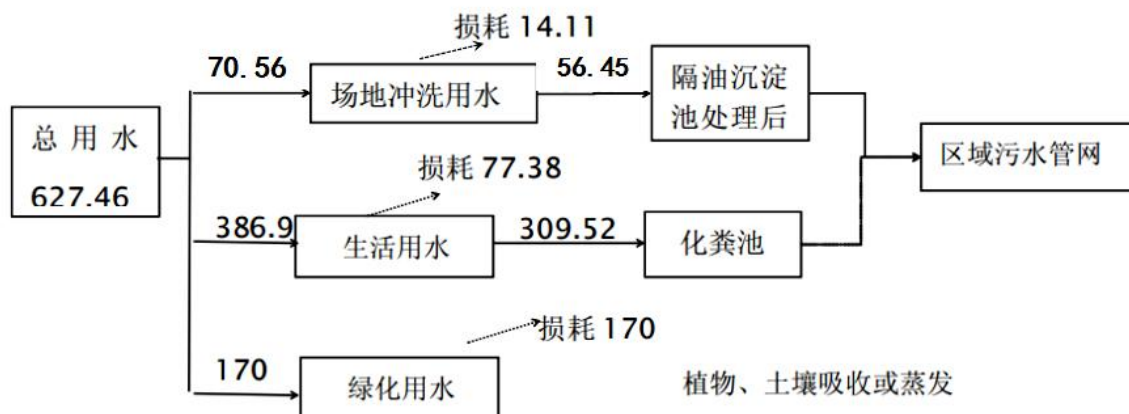 损耗 14.11
70.56
场地冲洗用水
56.45
隔油沉淀
池处理后
总 用 水
627.46
区域污水管网
损耗 77.38
386.9
生活用水
309.52
化粪池
损耗 170
170
绿化用水
植物、土壤吸收或蒸发